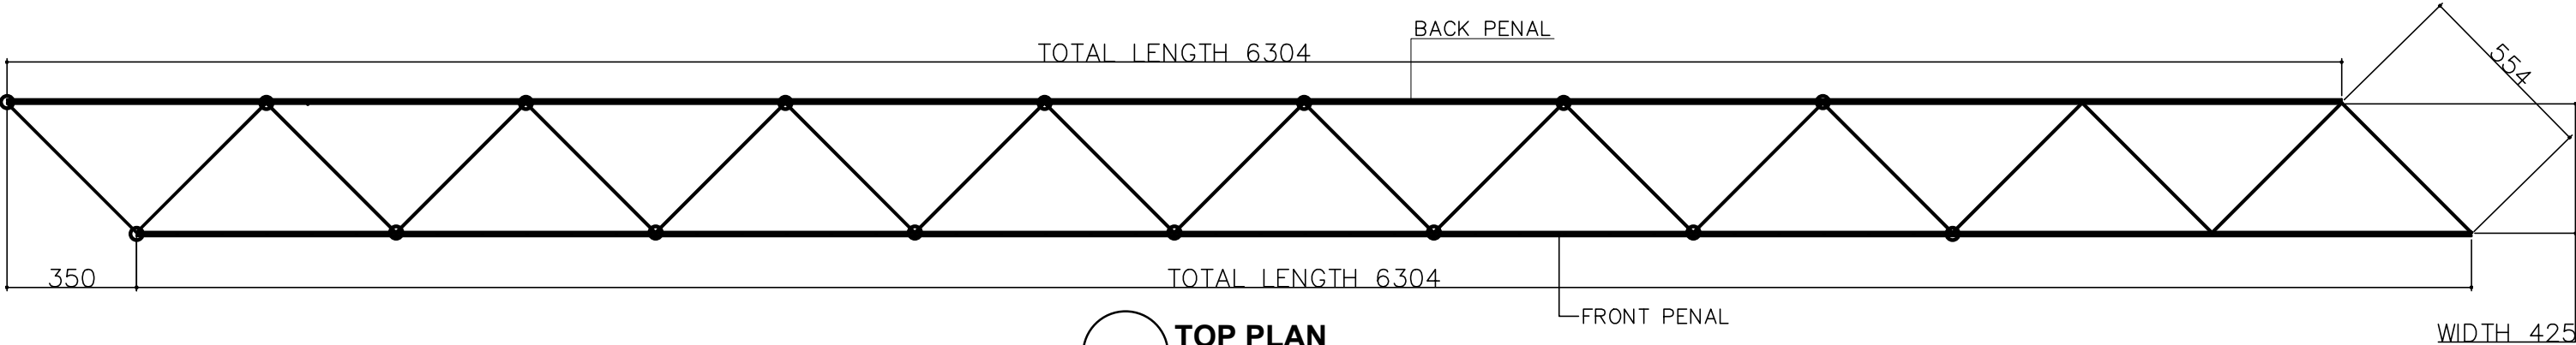 BACK PENAL
TOTAL LENGTH 6304
554
350
TOTAL LENGTH 6304
FRONT PENAL
TOP PLAN
WIDTH 425